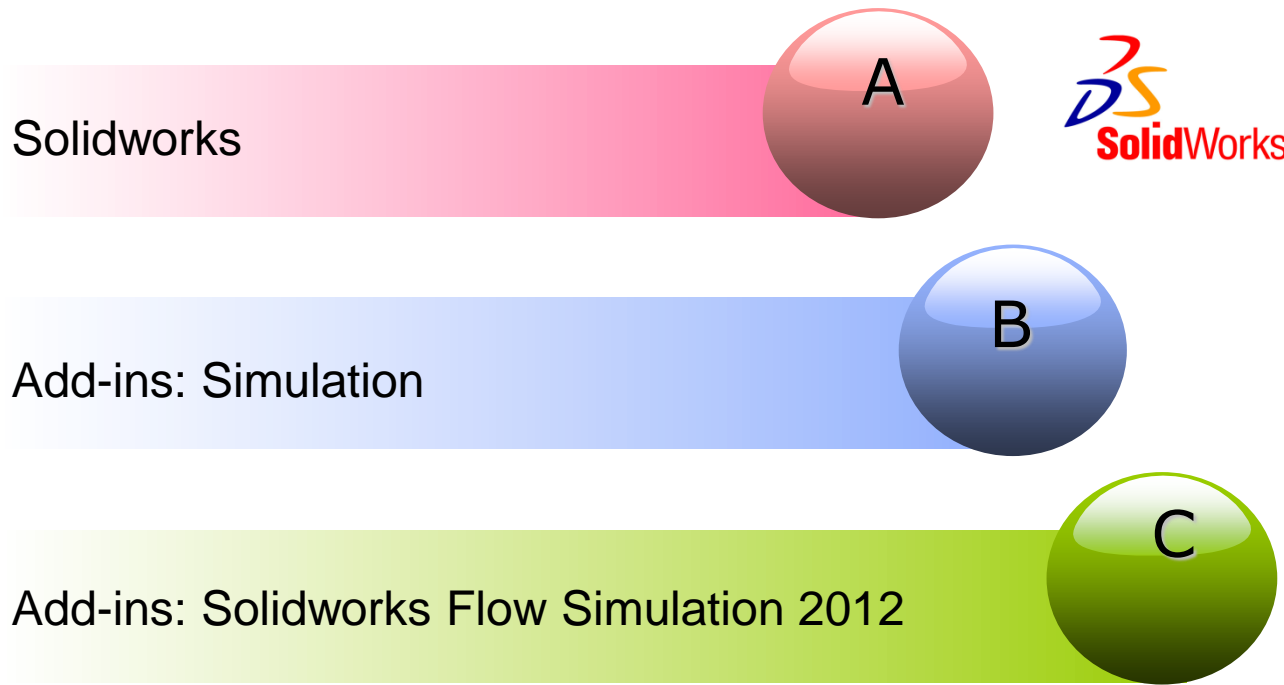 A
Solidworks
SolidWorks
B
Add-ins: Simulation
C
Add-ins: Solidworks Flow Simulation 2012